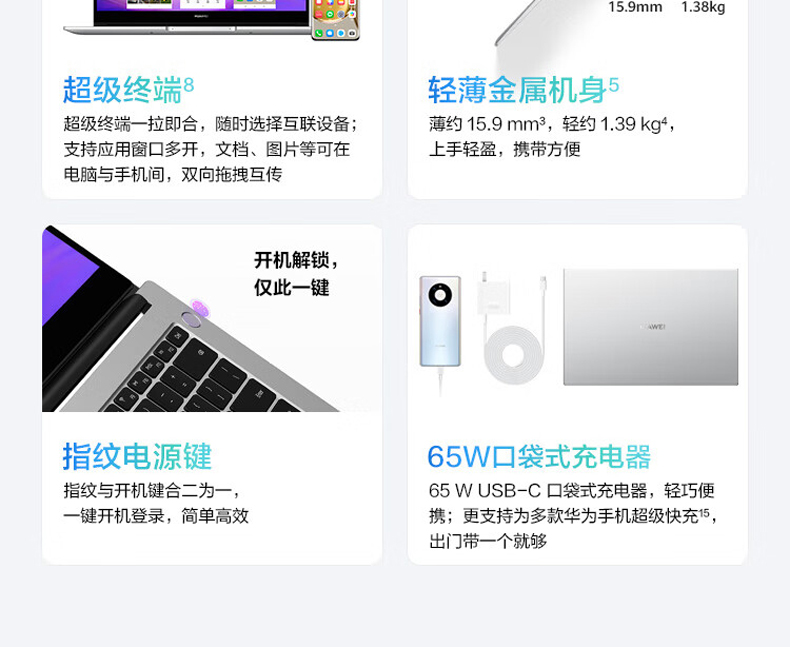 15.9mm 1.38kg
超级终端⁸
超级终端一拉即合，随时选择互联设备；
支持应用窗口多开，文档、图片等可在
电脑与手机间，双向拖拽互传
轻薄金属机身⁵
薄约 15.9 mm³，轻约 1.39 kg⁴，
上手轻盈，携带方便
开机解锁，
仅此一键
指纹电源键
指纹与开机键合二为一，
一键开机登录，简单高效
65W口袋式充电器
65 W USB-C 口袋式充电器，轻巧便
携；更支持为多款华为手机超级快充¹⁵，
出门带一个就够